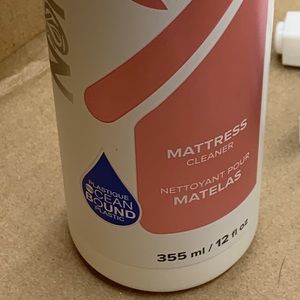 MATTRESS
CLEANER
NETTOYANT POUR
MATELAS
PLASTIQUE
OCEAN
BOUND
PLASTIC
355 ml / 12 fl oz